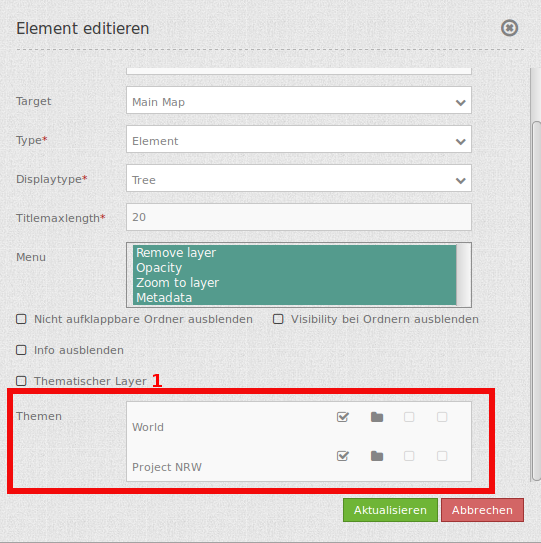 Element editieren
Target
Main Map
Type*
Element
Displaytype*
Tree
Titlemaxlength*
20
Menu
Remove layer
Opacity
Zoom to layer
Metadata
Nicht aufklappbare Ordner ausblenden
Visibility bei Ordnern ausblenden
Info ausblenden
Thematischer Layer 1
Themen
World
Project NRW
Aktualisieren
Abbrechen